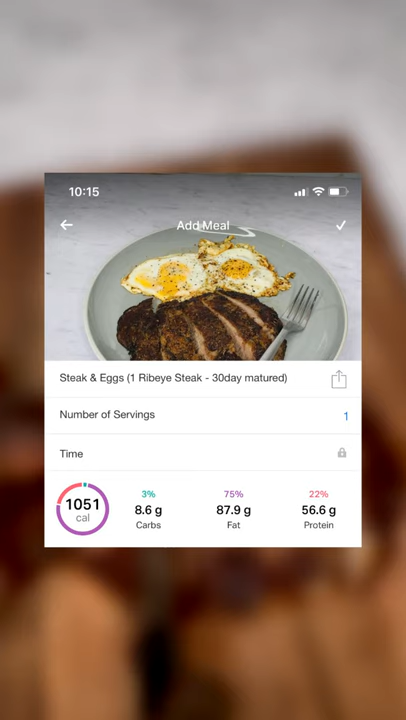 10:15
Add Meal
Steak & Eggs (1 Ribeye Steak - 30day matured)
Number of Servings 1
Time
1051 cal
3% 75% 22%
8.6 g 87.9 g 56.6 g
Carbs Fat Protein